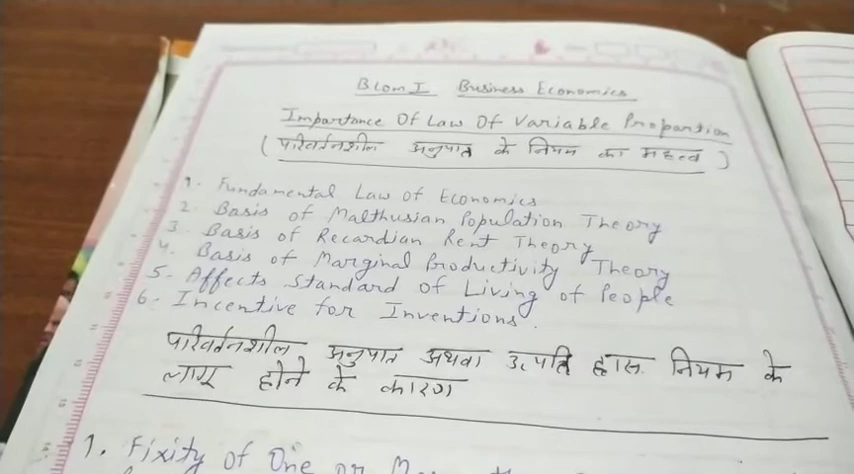 BCom I Business Economics
Importance Of Law Of Variable Proportion
(परिवर्तनशील अनुपात के नियम का महत्व)
1. Fundamental Law of Economics
2. Basis of Malthusian Population Theory
3. Basis of Recardian Rent Theory
4. Basis of Marginal Productivity Theory
5. Affects Standard of Living of People
6. Incentive for Inventions.
परिवर्तनशील अनुपात अथवा उत्पत्ति ह्रास नियम के
लागू होने के कारण
1. Fixity of One or